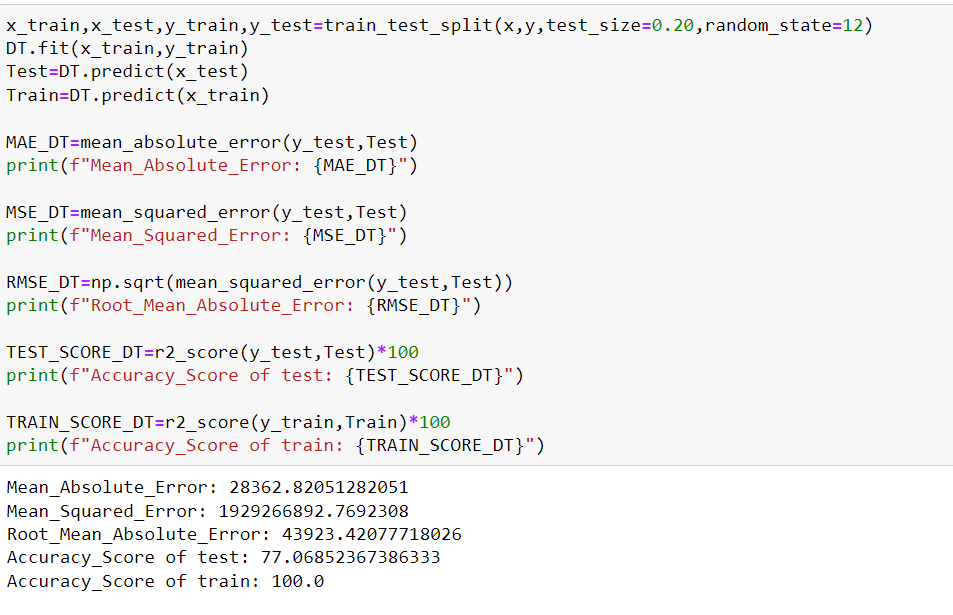 x_train,x_test,y_train,y_test=train_test_split(x,y,test_size=0.20,random_state=12)
DT.fit(x_train,y_train)
Test=DT.predict(x_test)
Train=DT.predict(x_train)
MAE_DT=mean_absolute_error(y_test,Test)
print(f"Mean_Absolute_Error: {MAE_DT}")
MSE_DT=mean_squared_error(y_test,Test)
print(f"Mean_Squared_Error: {MSE_DT}")
RMSE_DT=np.sqrt(mean_squared_error(y_test,Test))
print(f"Root_Mean_Absolute_Error: {RMSE_DT}")
TEST_SCORE_DT=r2_score(y_test,Test)*100
print(f"Accuracy_Score of test: {TEST_SCORE_DT}")
TRAIN_SCORE_DT=r2_score(y_train,Train)*100
print(f"Accuracy_Score of train: {TRAIN_SCORE_DT}")
Mean_Absolute_Error: 28362.82051282051
Mean_Squared_Error: 1929266892.7692308
Root_Mean_Absolute_Error: 43923.42077718026
Accuracy_Score of test: 77.06852367386333
Accuracy_Score of train: 100.0